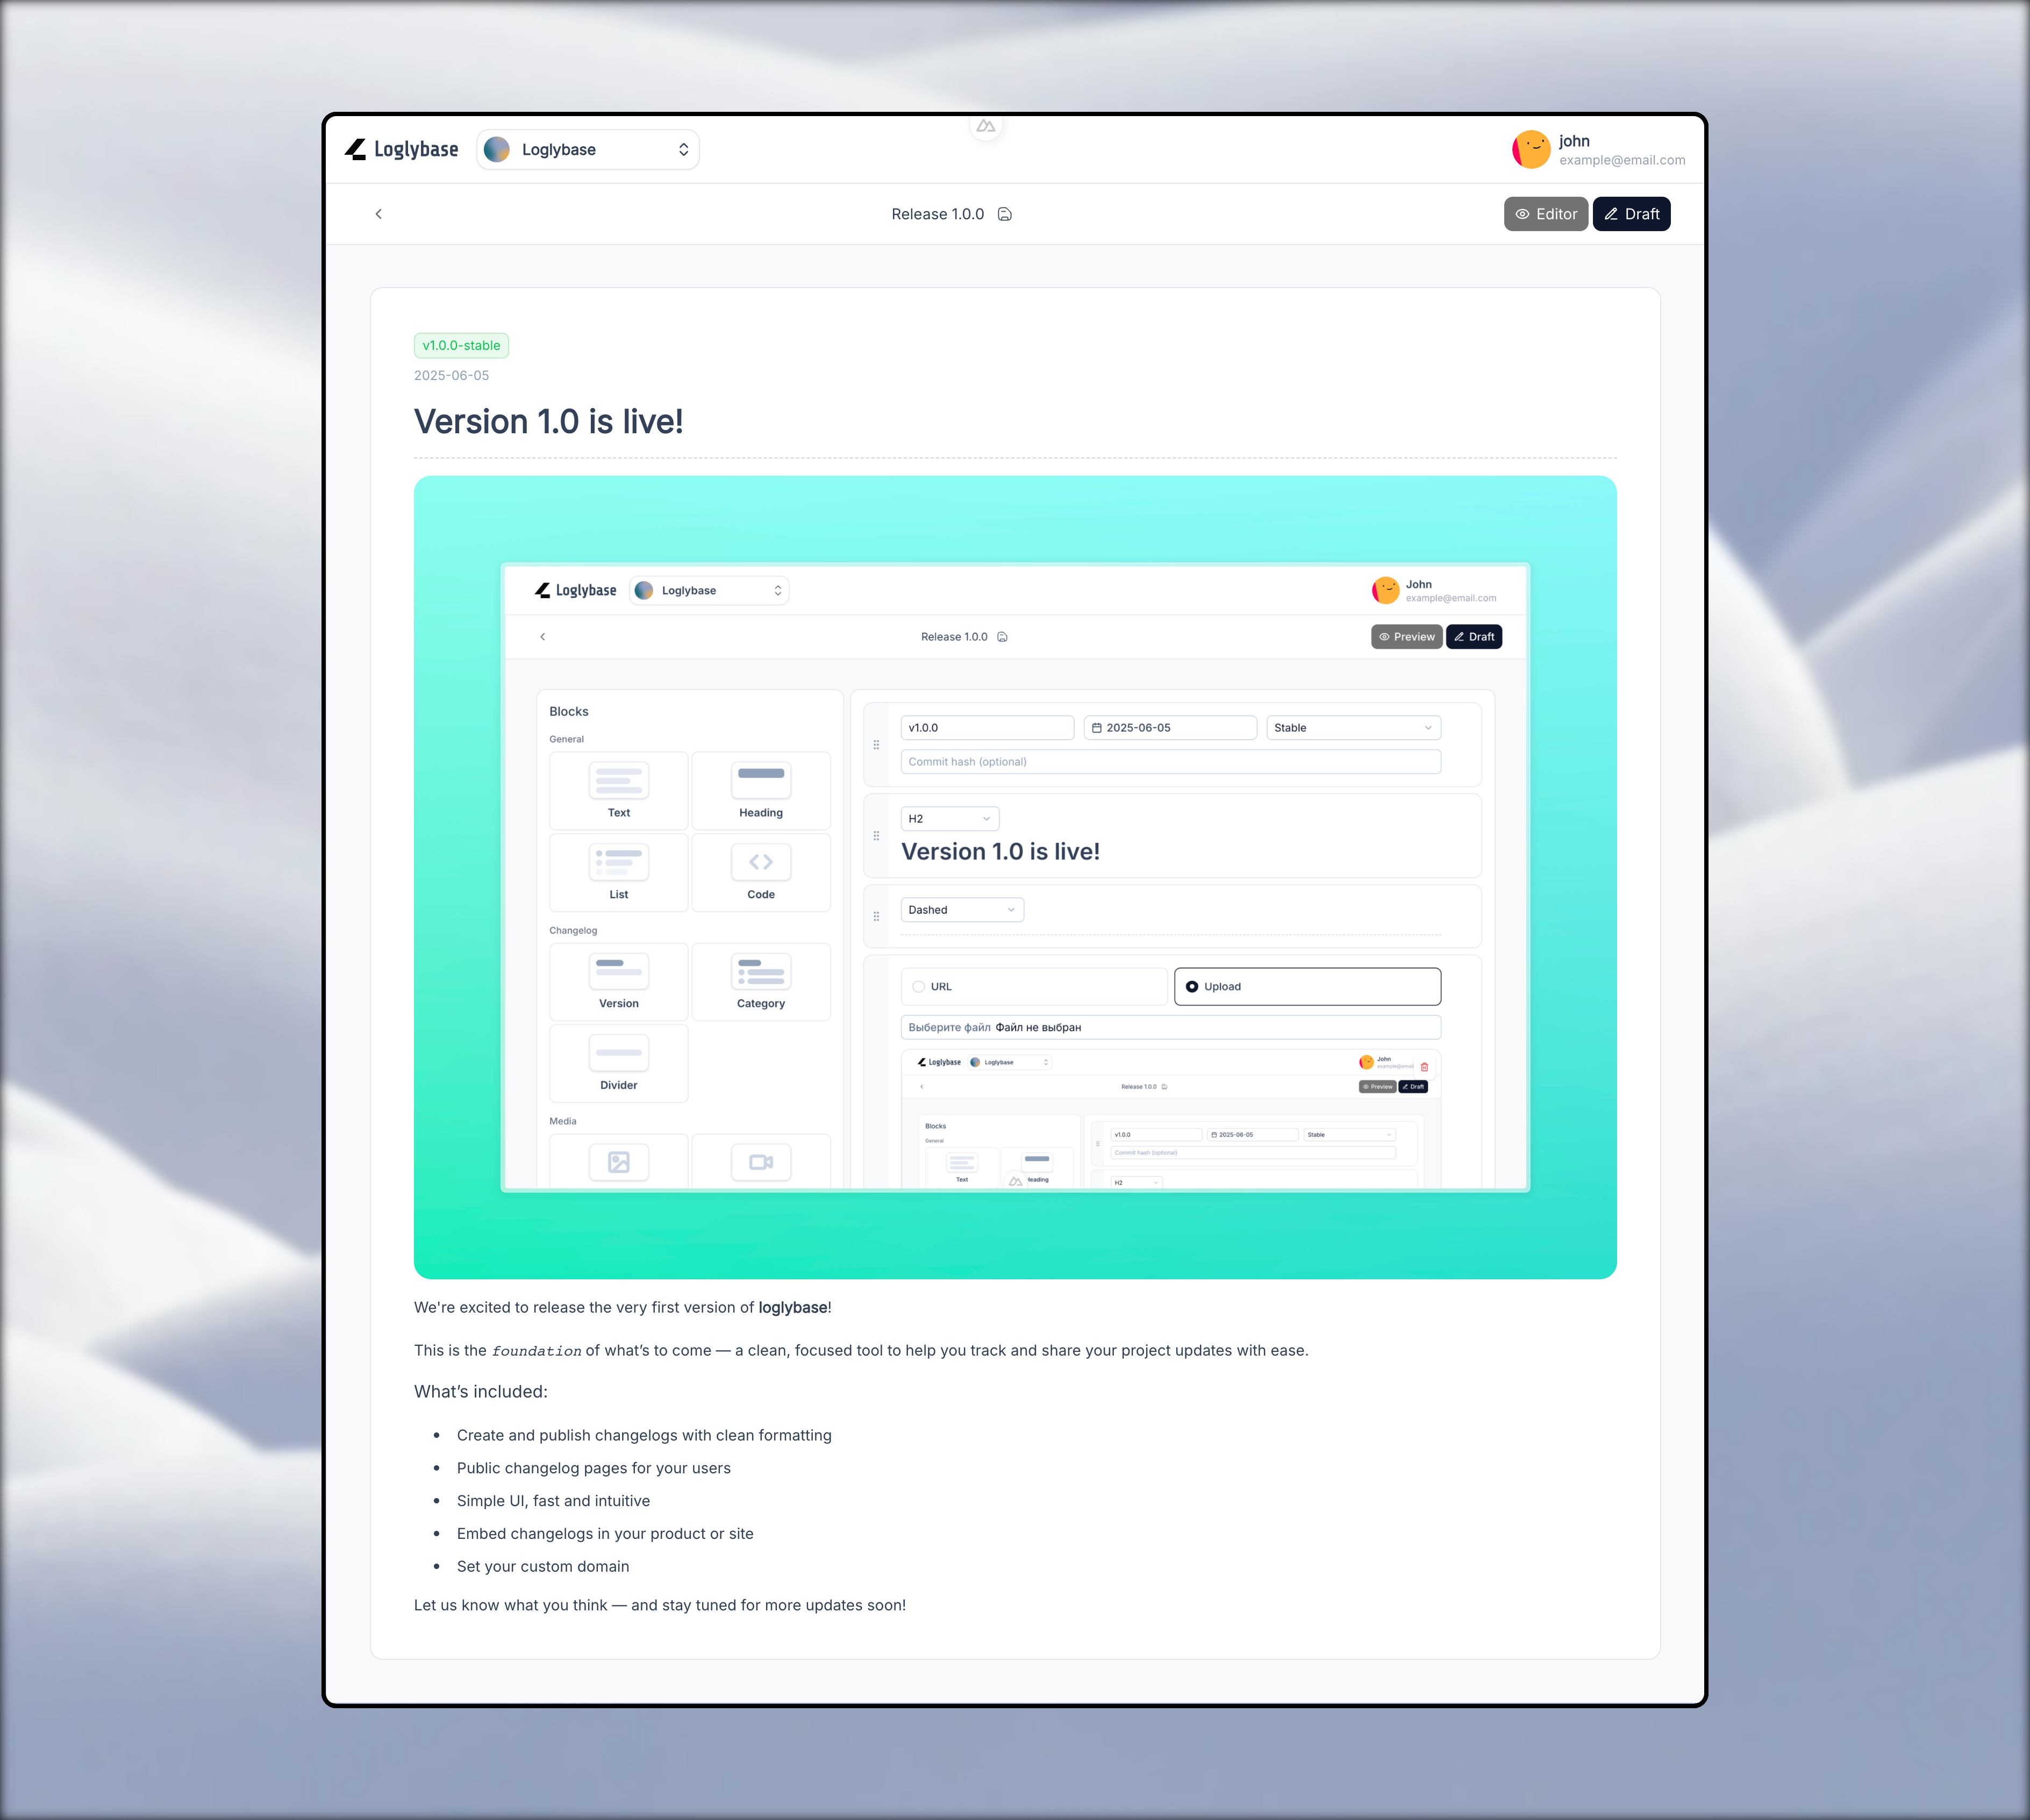 Loglybase
Loglybase
john
example@email.com
Release 1.0.0
Editor
Draft
v1.0.0-stable
2025-06-05
Version 1.0 is live!
Loglybase
Loglybase
John
example@email.com
Release 1.0.0
Preview
Draft
Blocks
General
Text
Heading
List
Code
Changelog
Version
Category
Divider
Media
v1.0.0
2025-06-05
Stable
Commit hash (optional)
H2
Version 1.0 is live!
Dashed
URL
Upload
Выберите файл Файл не выбран
Loglybase
Loglybase
John
Release 1.0.0
Preview
Draft
Blocks
General
Text
v1.0.0
2025-06-05
Stable
Commit hash (optional)
H2
We're excited to release the very first version of loglybase!
This is the foundation of what’s to come — a clean, focused tool to help you track and share your project updates with ease.
What’s included:
• Create and publish changelogs with clean formatting
• Public changelog pages for your users
• Simple UI, fast and intuitive
• Embed changelogs in your product or site
• Set your custom domain
Let us know what you think — and stay tuned for more updates soon!